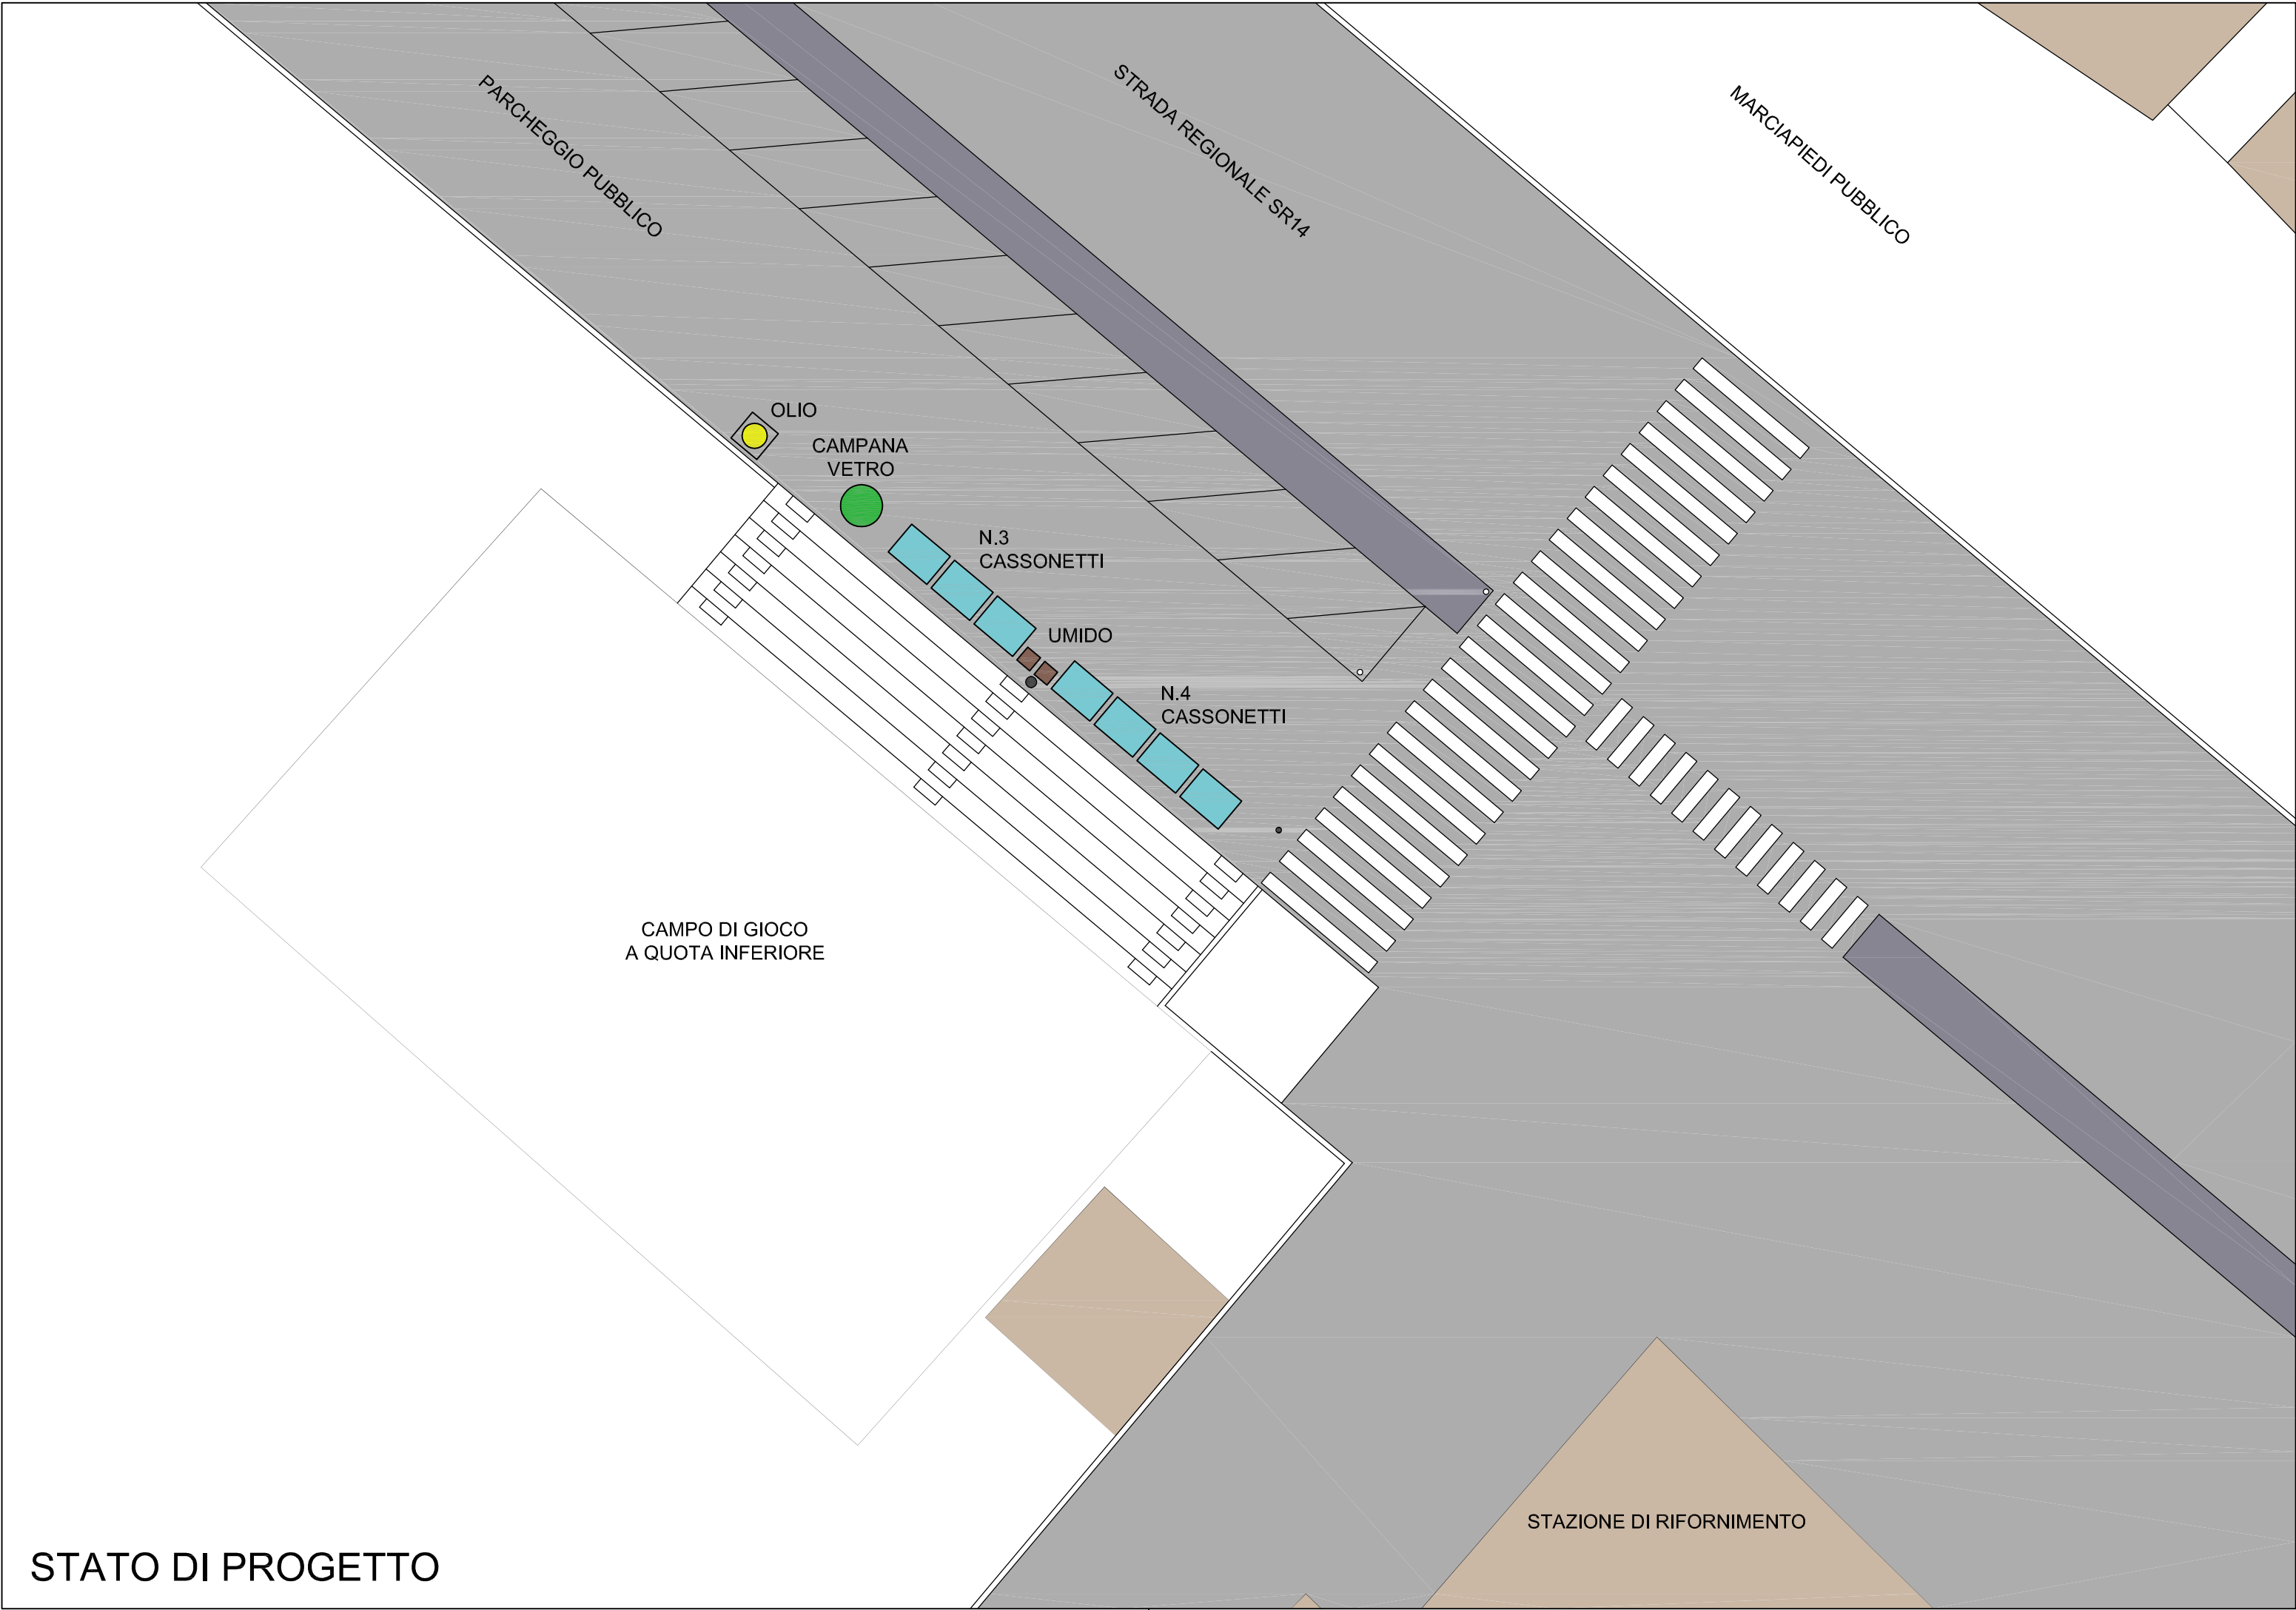 PARCHEGGIO PUBBLICO
STRADA REGIONALE SR14
MARCIAPIEDI PUBBLICO
OLIO
CAMPANA
VETRO
N.3
CASSONETTI
UMIDO
N.4
CASSONETTI
CAMPO DI GIOCO
A QUOTA INFERIORE
STAZIONE DI RIFORNIMENTO
STATO DI PROGETTO